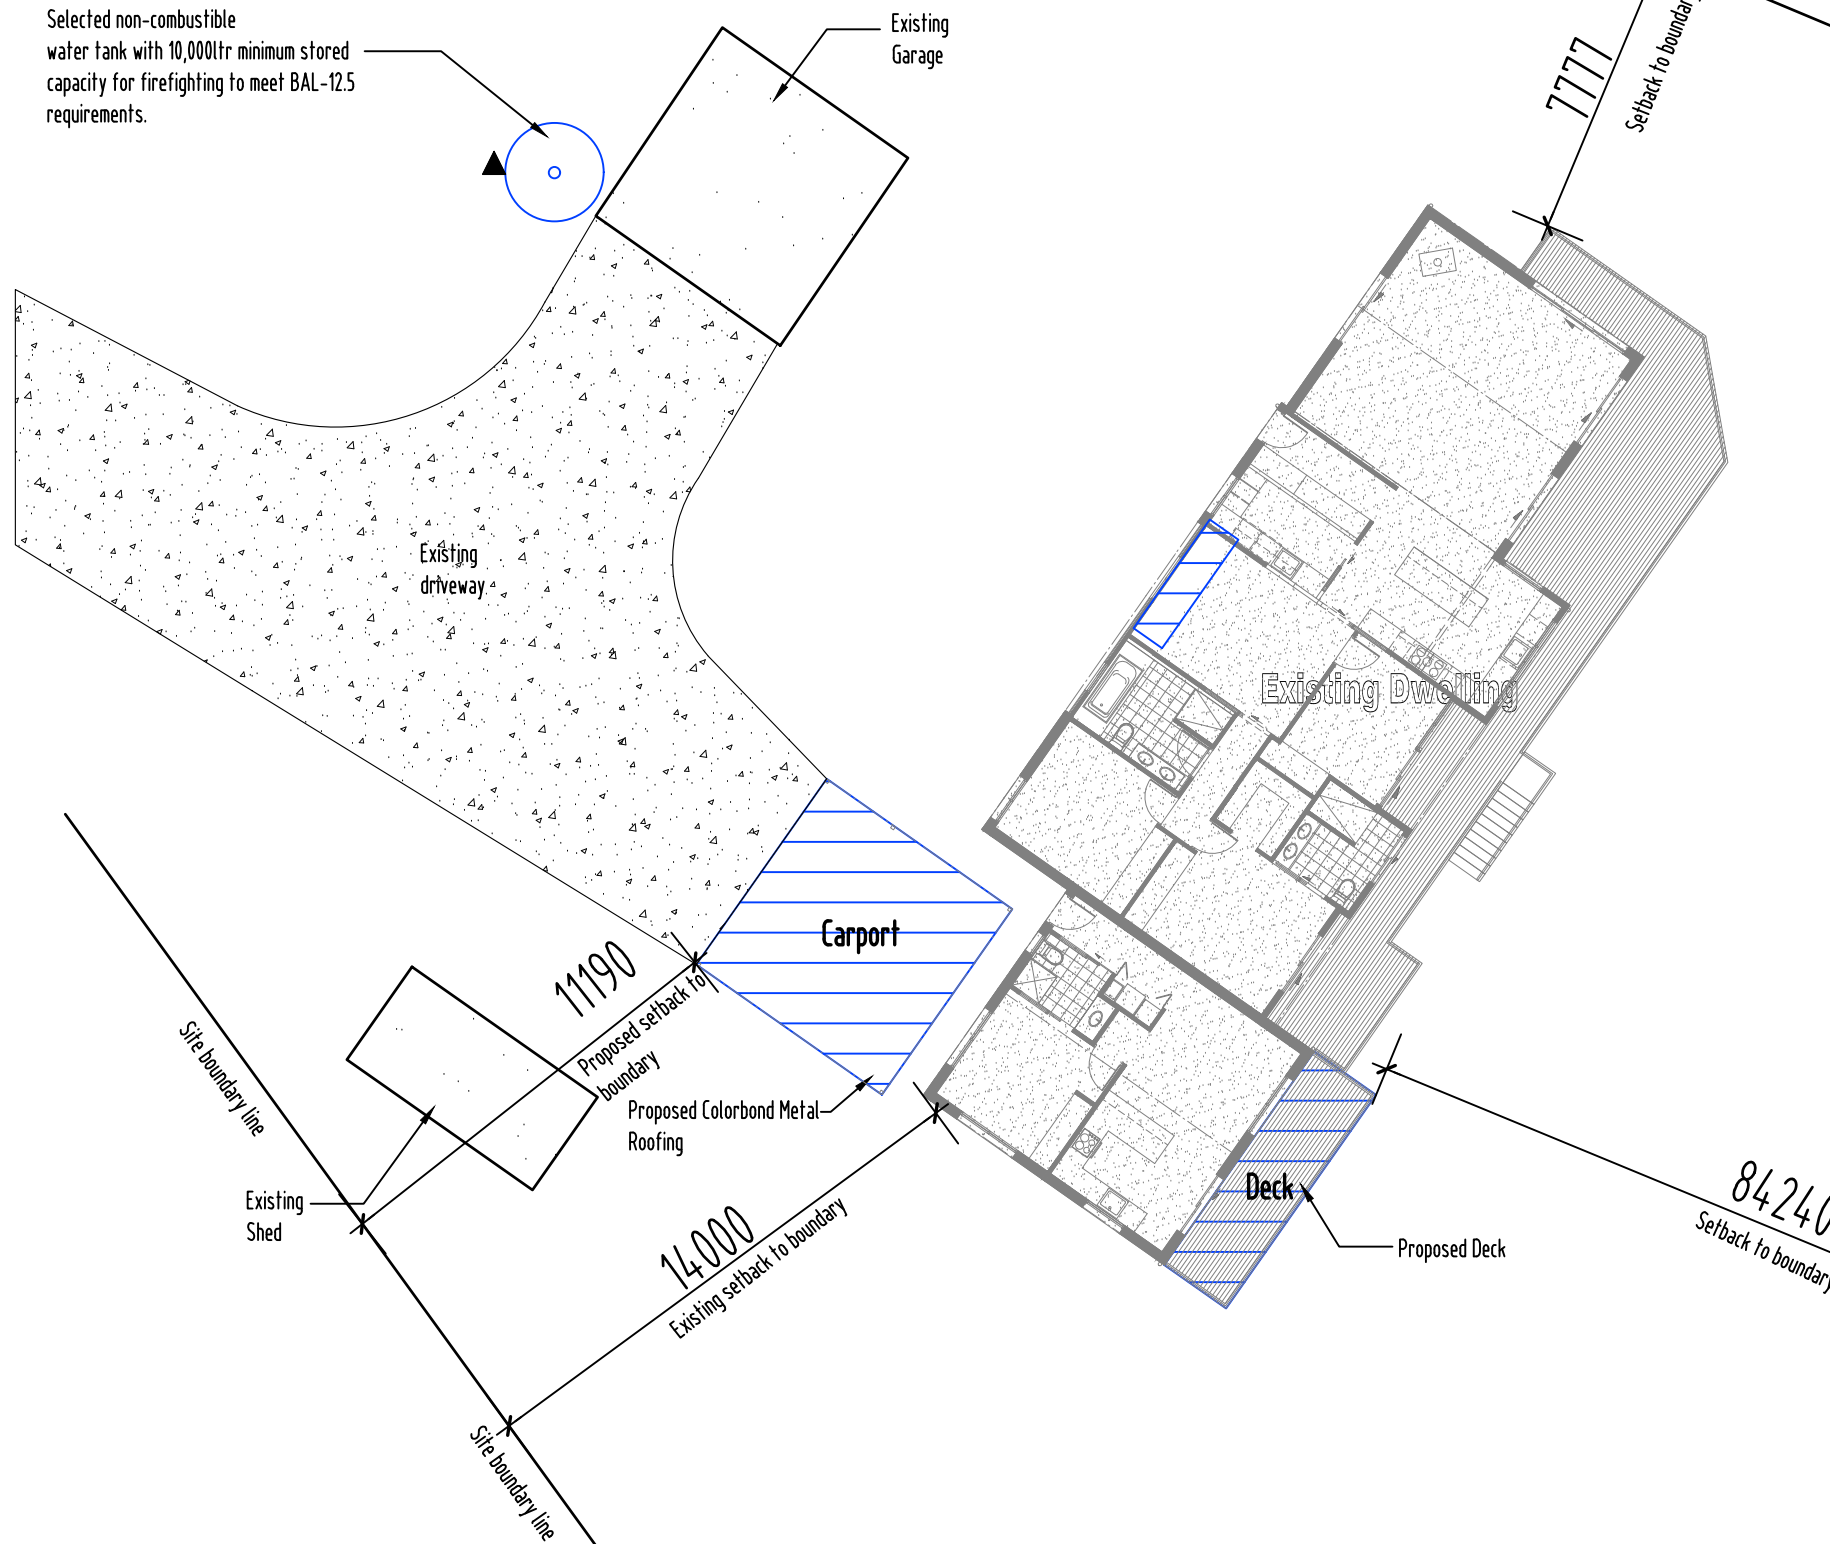 Selected non-combustible
water tank with 10,000ltr minimum stored
capacity for firefighting to meet BAL-12.5
requirements.
Existing
Garage
7777
Setback to boundary
Existing
driveway
Existing Dwelling
Carport
11190
Proposed setback to
boundary
Site boundary line
Proposed Colorbond Metal
Roofing
Existing
Shed
14000
Existing setback to boundary
Deck
Proposed Deck
84240
Setback to boundary
Site boundary line